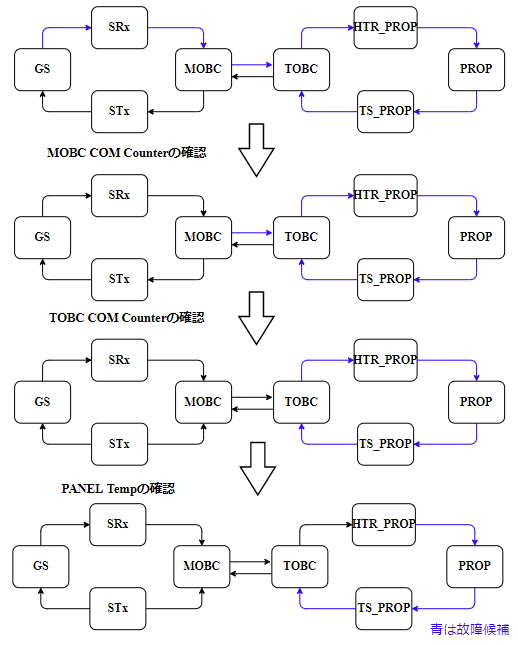 SRx
HTR_PROP
GS
MOBC
TOBC
PROP
STx
TS_PROP
MOBC COM Counterの確認
SRx
HTR_PROP
GS
MOBC
TOBC
PROP
STx
TS_PROP
TOBC COM Counterの確認
SRx
HTR_PROP
GS
MOBC
TOBC
PROP
STx
TS_PROP
PANEL Tempの確認
SRx
HTR_PROP
GS
MOBC
TOBC
PROP
STx
TS_PROP
青は故障候補